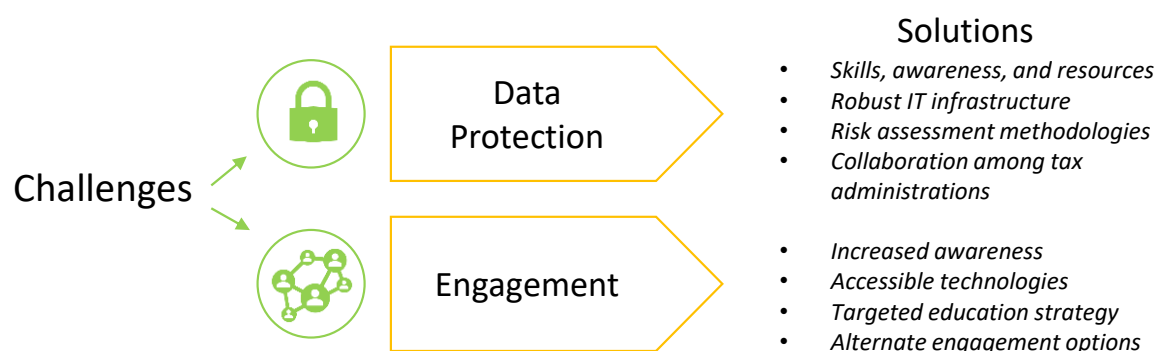 Solutions
Challenges
Data
Protection
• Skills, awareness, and resources
• Robust IT infrastructure
• Risk assessment methodologies
• Collaboration among tax
administrations
Engagement
• Increased awareness
• Accessible technologies
• Targeted education strategy
• Alternate engagement options